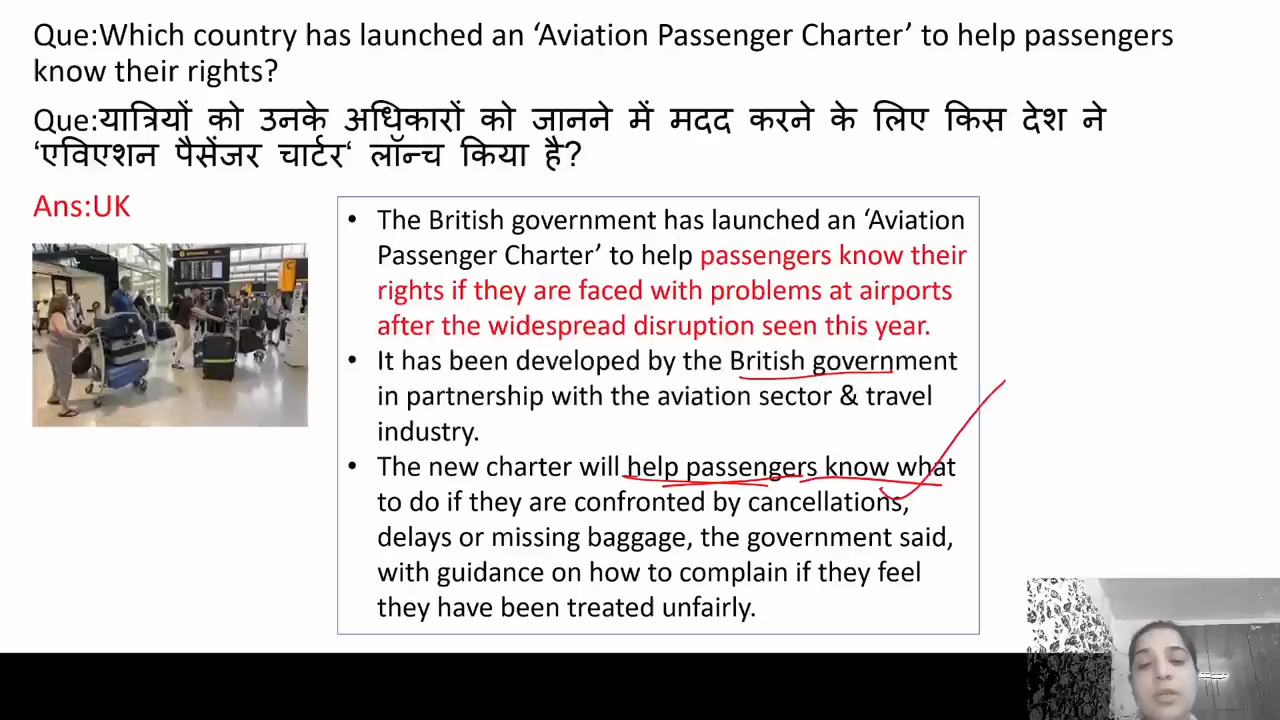 Que:Which country has launched an ‘Aviation Passenger Charter’ to help passengers
know their rights?
Que:यात्रियों को उनके अधिकारों को जानने में मदद करने के लिए किस देश ने
‘एविएशन पैसेंजर चार्टर‘ लॉन्च किया है?
Ans:UK
• The British government has launched an ‘Aviation
Passenger Charter’ to help passengers know their
rights if they are faced with problems at airports
after the widespread disruption seen this year.
• It has been developed by the British government
in partnership with the aviation sector & travel
industry.
• The new charter will help passengers know what
to do if they are confronted by cancellations,
delays or missing baggage, the government said,
with guidance on how to complain if they feel
they have been treated unfairly.